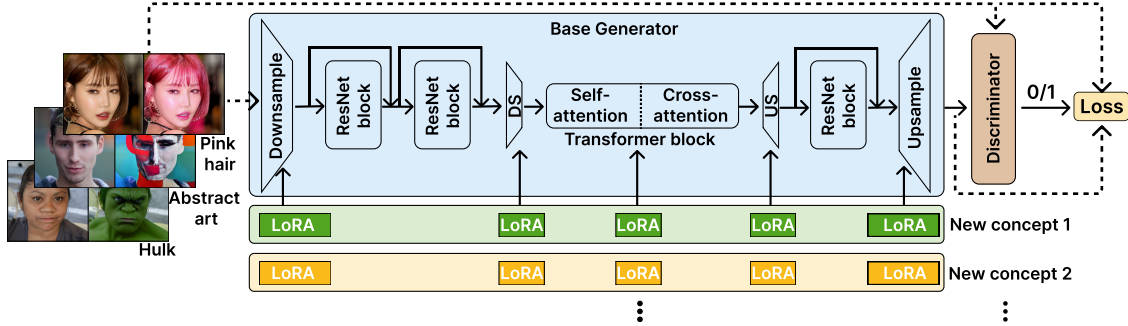 Base Generator
Downsample
ResNet
block
ResNet
block
DS
Self-
attention
Cross-
attention
Transformer block
US
ResNet
block
Upsample
Discriminator
0/1
Loss
Pink
hair
Abstract
art
Hulk
LoRA
LoRA
LoRA
LoRA
LoRA
New concept 1
LoRA
LoRA
LoRA
LoRA
LoRA
New concept 2